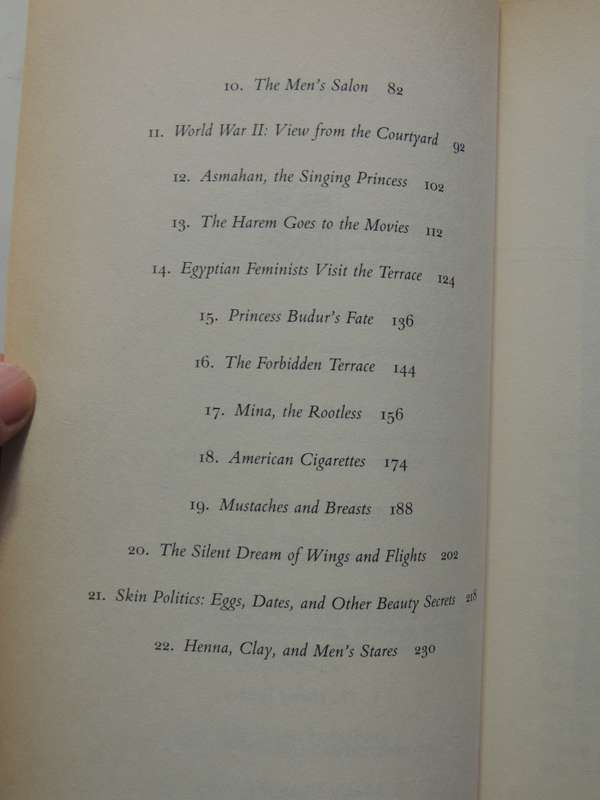 10. The Men's Salon 82
11. World War II: View from the Courtyard 92
12. Asmahan, the Singing Princess 102
13. The Harem Goes to the Movies 112
14. Egyptian Feminists Visit the Terrace 124
15. Princess Budur's Fate 136
16. The Forbidden Terrace 144
17. Mina, the Rootless 156
18. American Cigarettes 174
19. Mustaches and Breasts 188
20. The Silent Dream of Wings and Flights 202
21. Skin Politics: Eggs, Dates, and Other Beauty Secrets 218
22. Henna, Clay, and Men's Stares 230